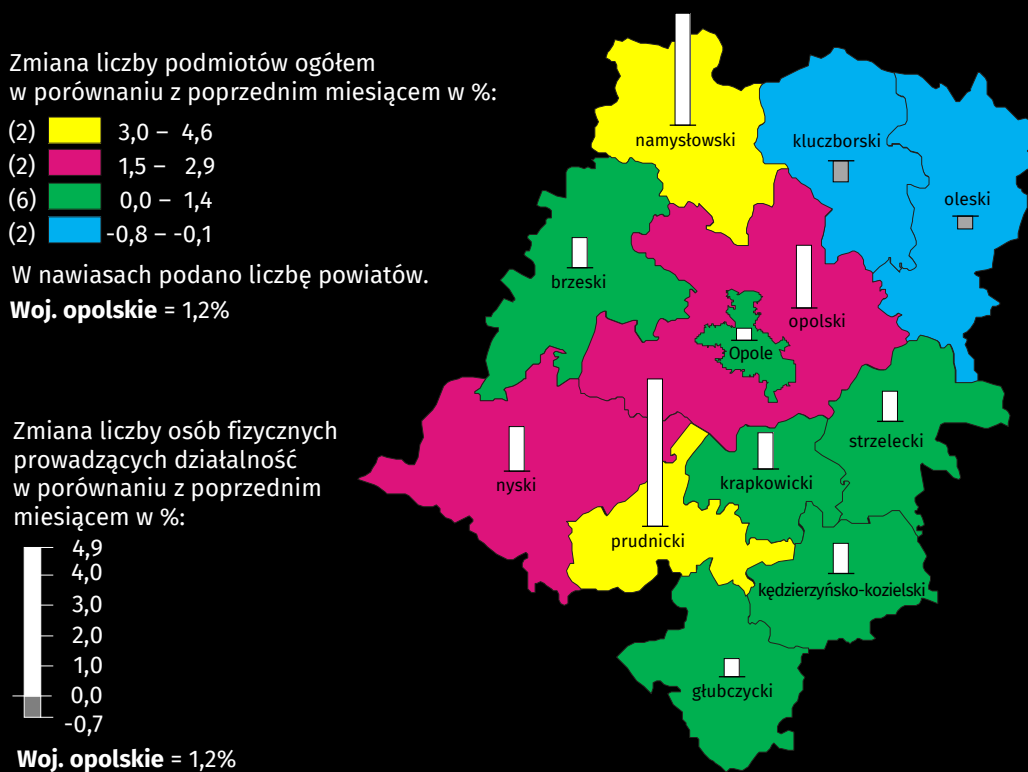 Zmiana liczby podmiotów ogółem
w porównaniu z poprzednim miesiącem w %:
(2) 3,0 – 4,6
(2) 1,5 – 2,9
(6) 0,0 – 1,4
(2) -0,8 – -0,1
W nawiasach podano liczbę powiatów.
Woj. opolskie = 1,2%
Zmiana liczby osób fizycznych
prowadzących działalność
w porównaniu z poprzednim
miesiącem w %:
4,9
4,0
3,0
2,0
1,0
0,0
-0,7
Woj. opolskie = 1,2%
namysłowski
kluczborski
oleski
brzeski
opolski
Opole
strzelecki
nyski
krapkowicki
prudnicki
kędzierzyńsko-kozielski
głubczycki